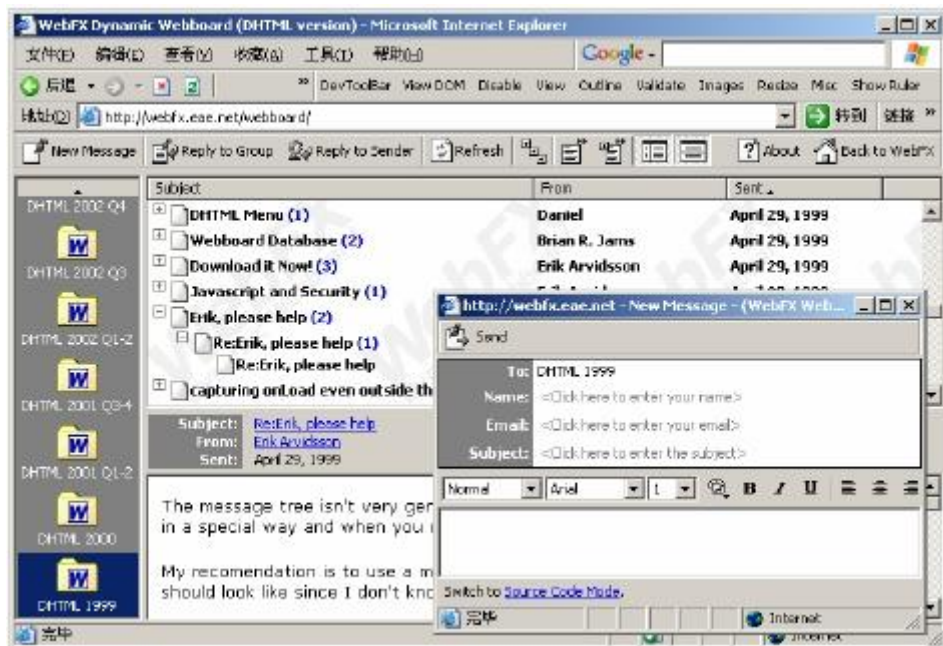 WebFX Dynamic Webboard (DHTML version) - Microsoft Internet Explorer
文件(F) 编辑(E) 查看(V) 收藏(A) 工具(T) 帮助(H) Google -
后退 » DevToolBar View DOM Disable View Outline Validate Images Resize Misc Show Ruler
地址(D) http://webfx.eae.net/webboard/ 转到 链接 »
New Message Reply to Group Reply to Sender Refresh About Back to WebFX
Subject From Sent
DHTML 2002 Q4
DHTML 2002 Q3
DHTML 2002 Q1-2
DHTML 2001 Q3-4
DHTML 2001 Q1-2
DHTML 2000
DHTML 1999
DHTML Menu (1) Daniel April 29, 1999
Webboard Database (2) Brian R. Jams April 29, 1999
Download it Now! (3) Erik Arvidsson April 29, 1999
Javascript and Security (1)
Erik, please help (2)
Re:Erik, please help (1)
Re:Erik, please help
capturing onLoad even outside th
Subject: Re:Erik, please help
From: Erik Arvidsson
Sent: April 29, 1999
The message tree isn't very ger
in a special way and when you
My recomendation is to use a m
should look like since I don't kno
http://webfx.eae.net - New Message - (WebFX Web...
Send
To: DHTML 1999
Name: <Click here to enter your name>
Email: <Click here to enter your email>
Subject: <Click here to enter the subject>
Normal Arial 1 B I U
Switch to Source Code Mode.
完毕 Internet
完毕 Internet